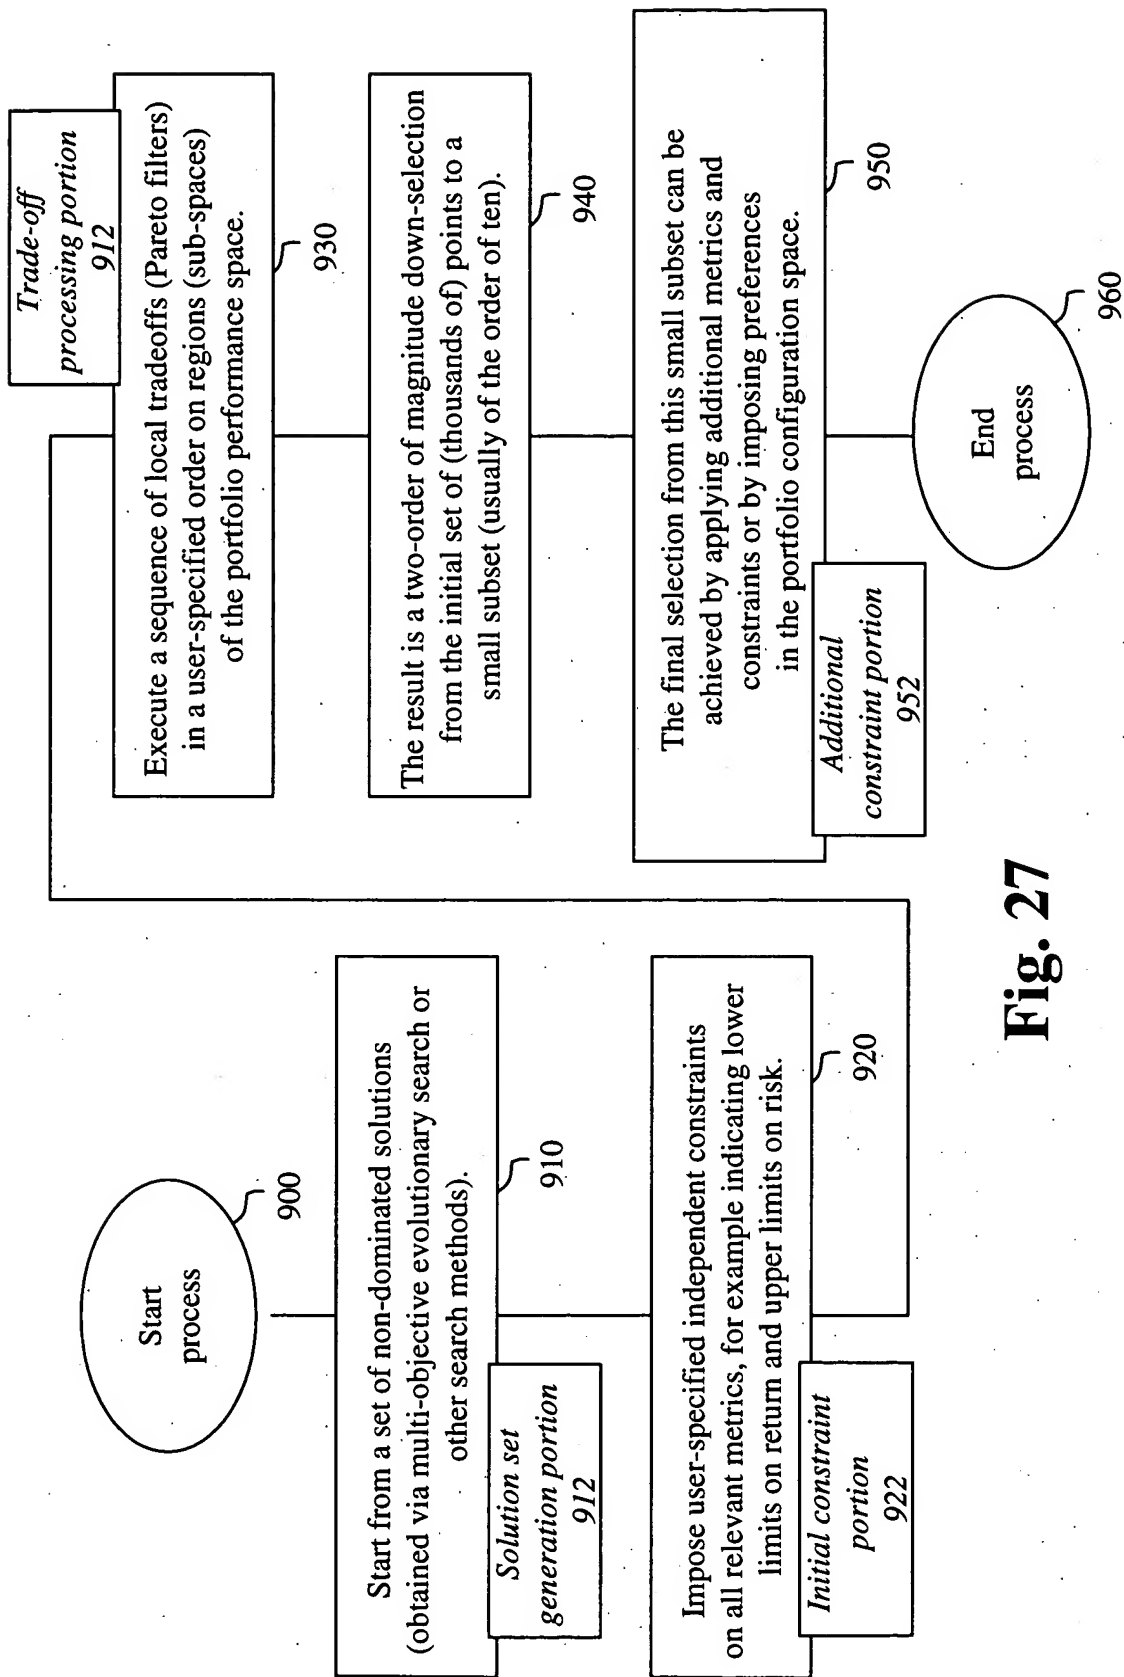 Start
process
900
Start from a set of non-dominated solutions
(obtained via multi-objective evolutionary search or
other search methods).
910
Solution set
generation portion
912
Impose user-specified independent constraints
on all relevant metrics, for example indicating lower
limits on return and upper limits on risk.
920
Initial constraint
portion
922
Trade-off
processing portion
912
Execute a sequence of local tradeoffs (Pareto filters)
in a user-specified order on regions (sub-spaces)
of the portfolio performance space.
930
The result is a two-order of magnitude down-selection
from the initial set of (thousands of) points to a
small subset (usually of the order of ten).
940
The final selection from this small subset can be
achieved by applying additional metrics and
constraints or by imposing preferences
in the portfolio configuration space.
950
Additional
constraint portion
952
End
process
960
Fig. 27